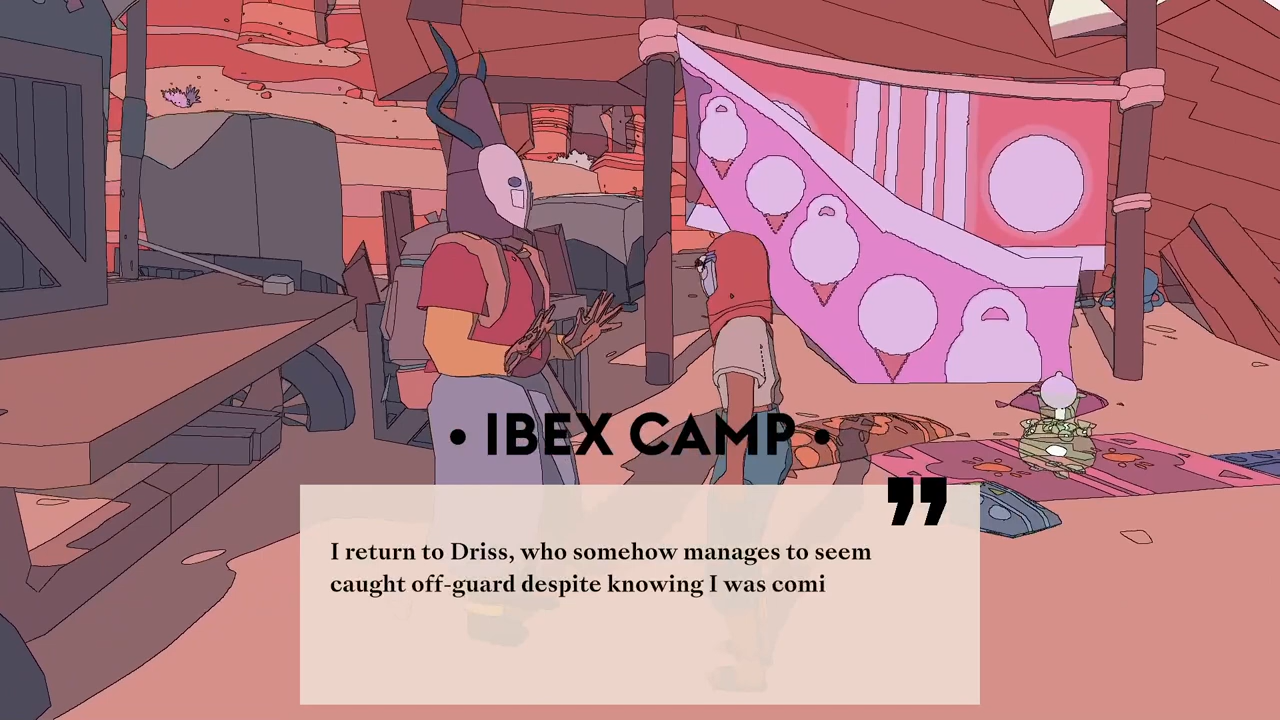 • IBEX CAMP •
”
I return to Driss, who somehow manages to seem
caught off-guard despite knowing I was comi